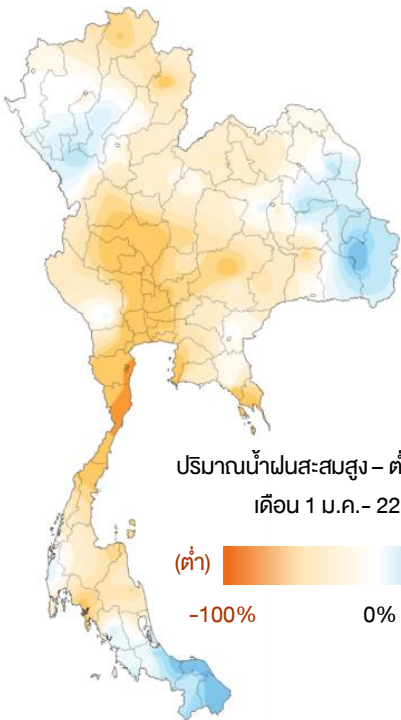 ปริมาณน้ำฝนสะสมสูง – ต่ำ
เดือน 1 ม.ค.- 22
(ต่ำ)
-100% 0%